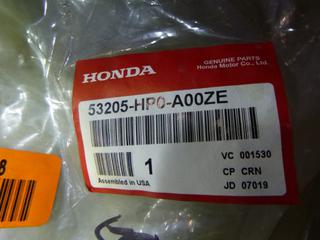 GENUINE PARTS
Honda Motor Co., Ltd.
HONDA
53205-HP0-A00ZE
1
Assembled in USA
VC 001530
CP CRN
JD 07019
8